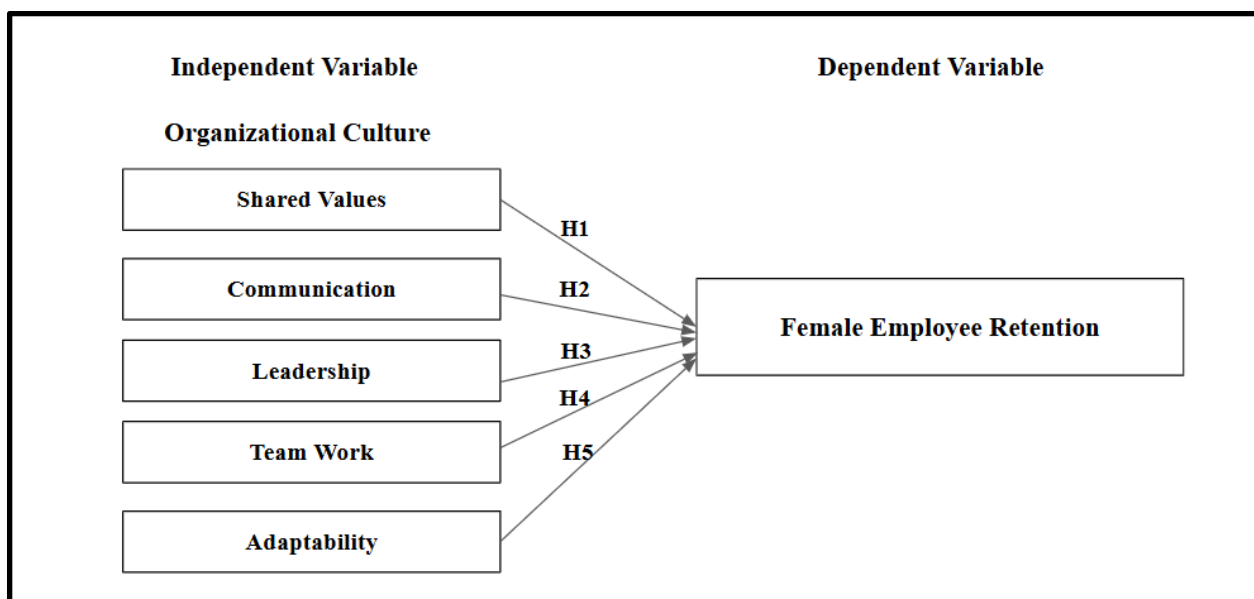 Independent Variable
Dependent Variable
Organizational Culture
Shared Values
H1
Communication
H2
Female Employee Retention
H3
Leadership
H4
Team Work
H5
Adaptability